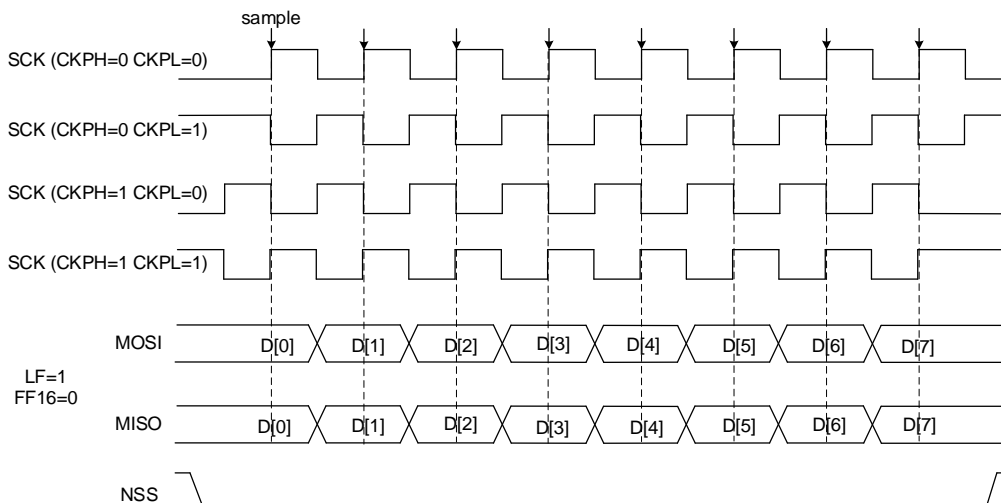 sample
SCK (CKPH=0 CKPL=0)
SCK (CKPH=0 CKPL=1)
SCK (CKPH=1 CKPL=0)
SCK (CKPH=1 CKPL=1)
MOSI D[0] D[1] D[2] D[3] D[4] D[5] D[6] D[7]
LF=1
FF16=0
MISO D[0] D[1] D[2] D[3] D[4] D[5] D[6] D[7]
NSS